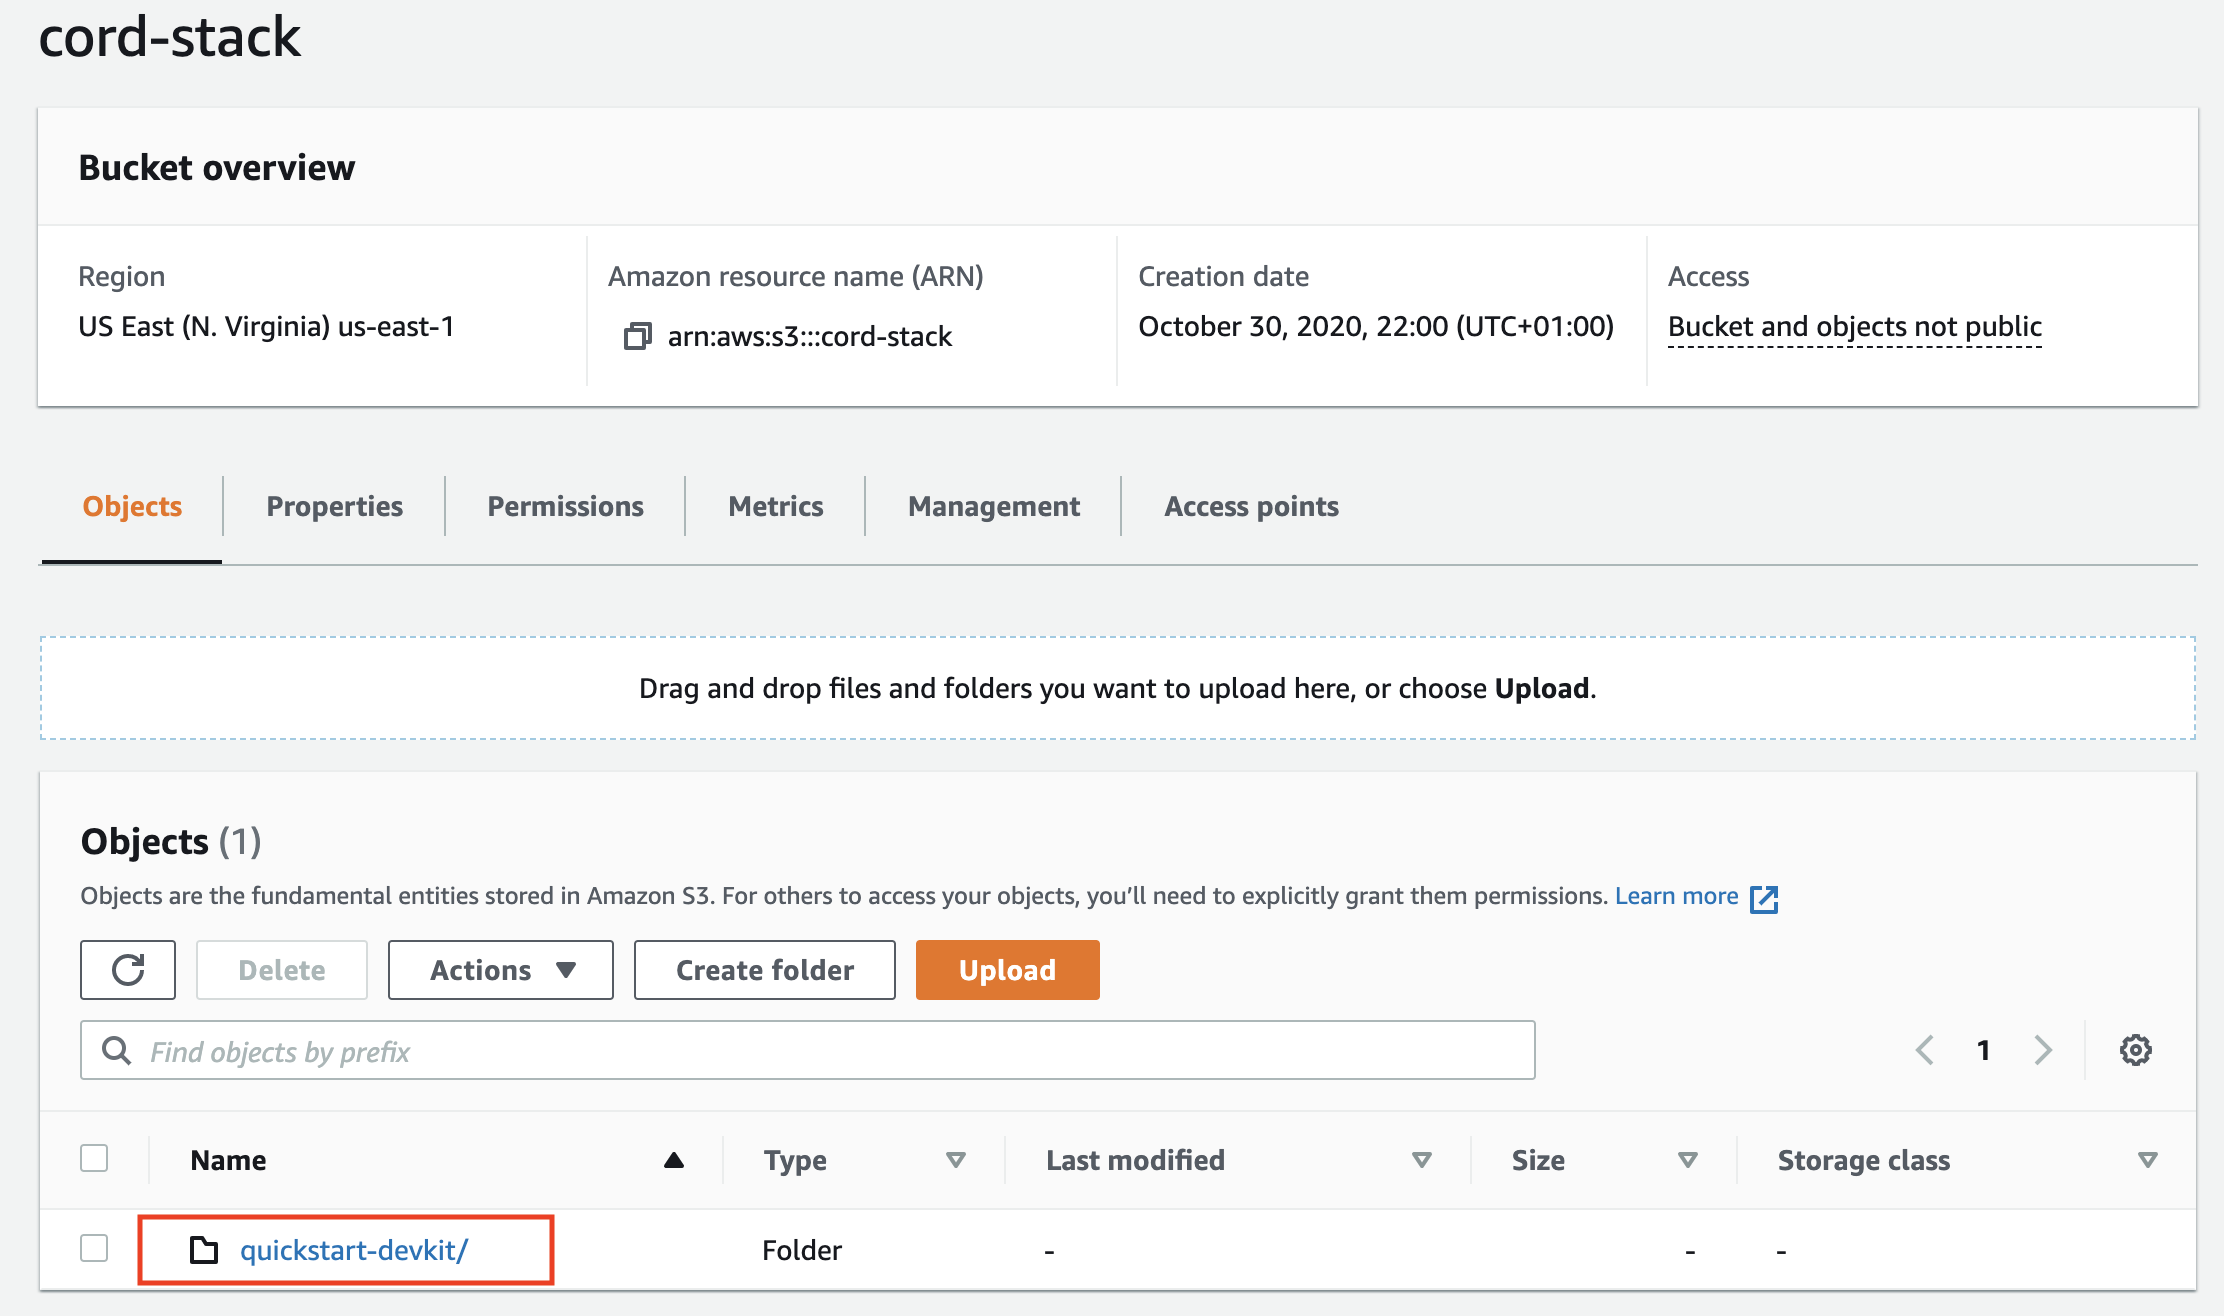 cord-stack
Bucket overview
Region
US East (N. Virginia) us-east-1
Amazon resource name (ARN)
arn:aws:s3:::cord-stack
Creation date
October 30, 2020, 22:00 (UTC+01:00)
Access
Bucket and objects not public
Objects Properties Permissions Metrics Management Access points
Drag and drop files and folders you want to upload here, or choose Upload.
Objects (1)
Objects are the fundamental entities stored in Amazon S3. For others to access your objects, you’ll need to explicitly grant them permissions. Learn more
Delete Actions Create folder Upload
Find objects by prefix 1
Name Type Last modified Size Storage class
quickstart-devkit/ Folder - - -